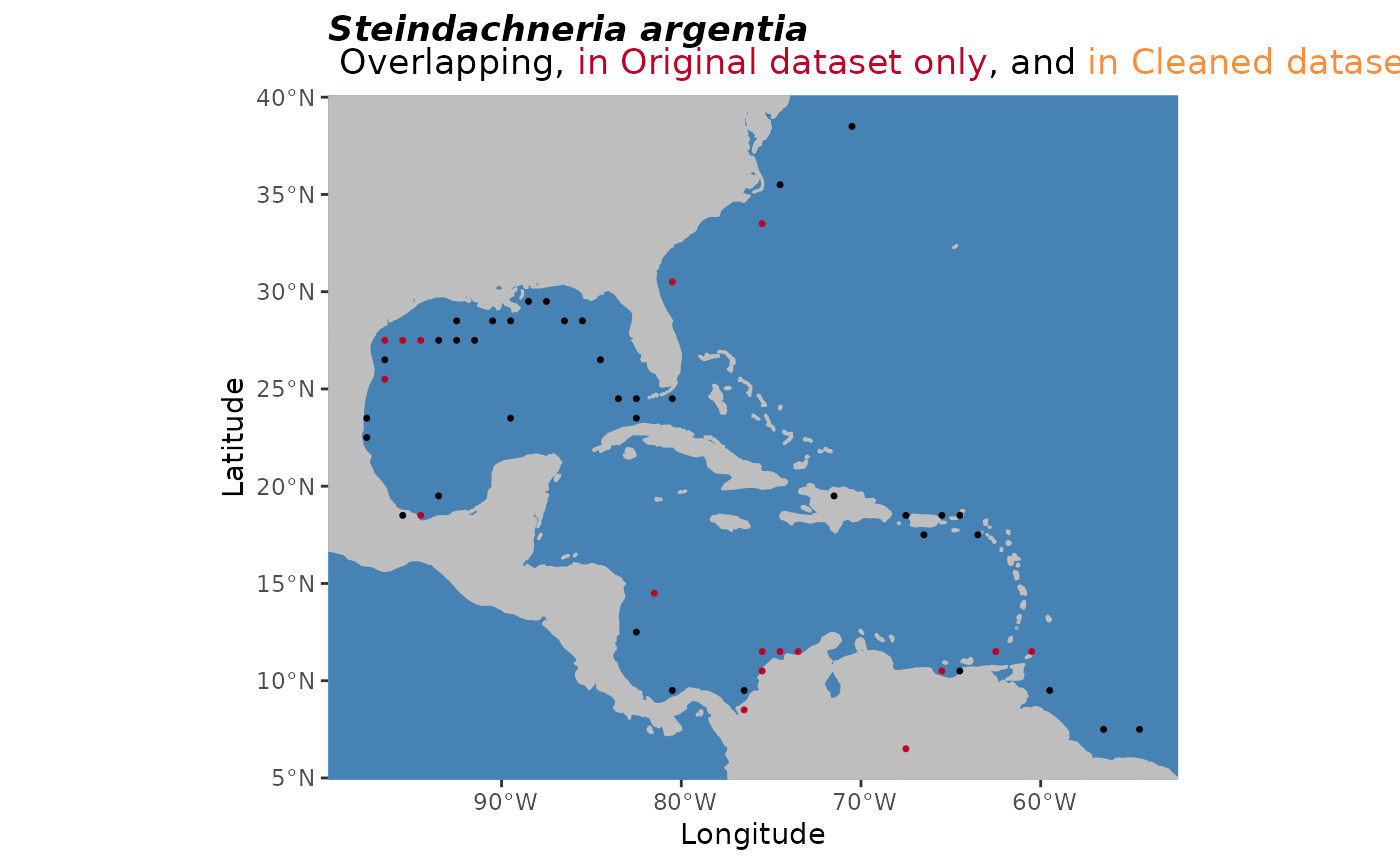 Steindachneria argentia
Overlapping, in Original dataset only, and in Cleaned datase
40°N
35°N
30°N
25°N
20°N
15°N
10°N
5°N
Latitude
90°W 80°W 70°W 60°W
Longitude